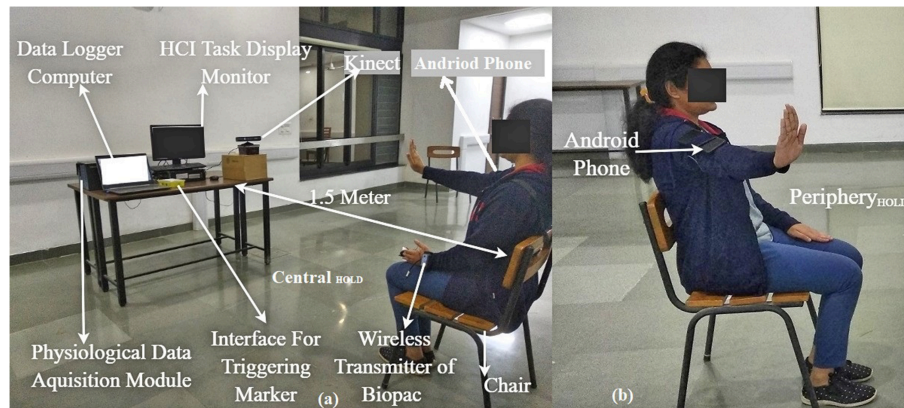 Data Logger
Computer
HCI Task Display
Monitor
Kinect
Andriod Phone
1.5 Meter
Central HOLD
Physiological Data
Aquisition Module
Interface For
Triggering
Marker
(a)
Wireless
Transmitter of
Biopac
Chair
Android
Phone
Periphery HOLD
(b)